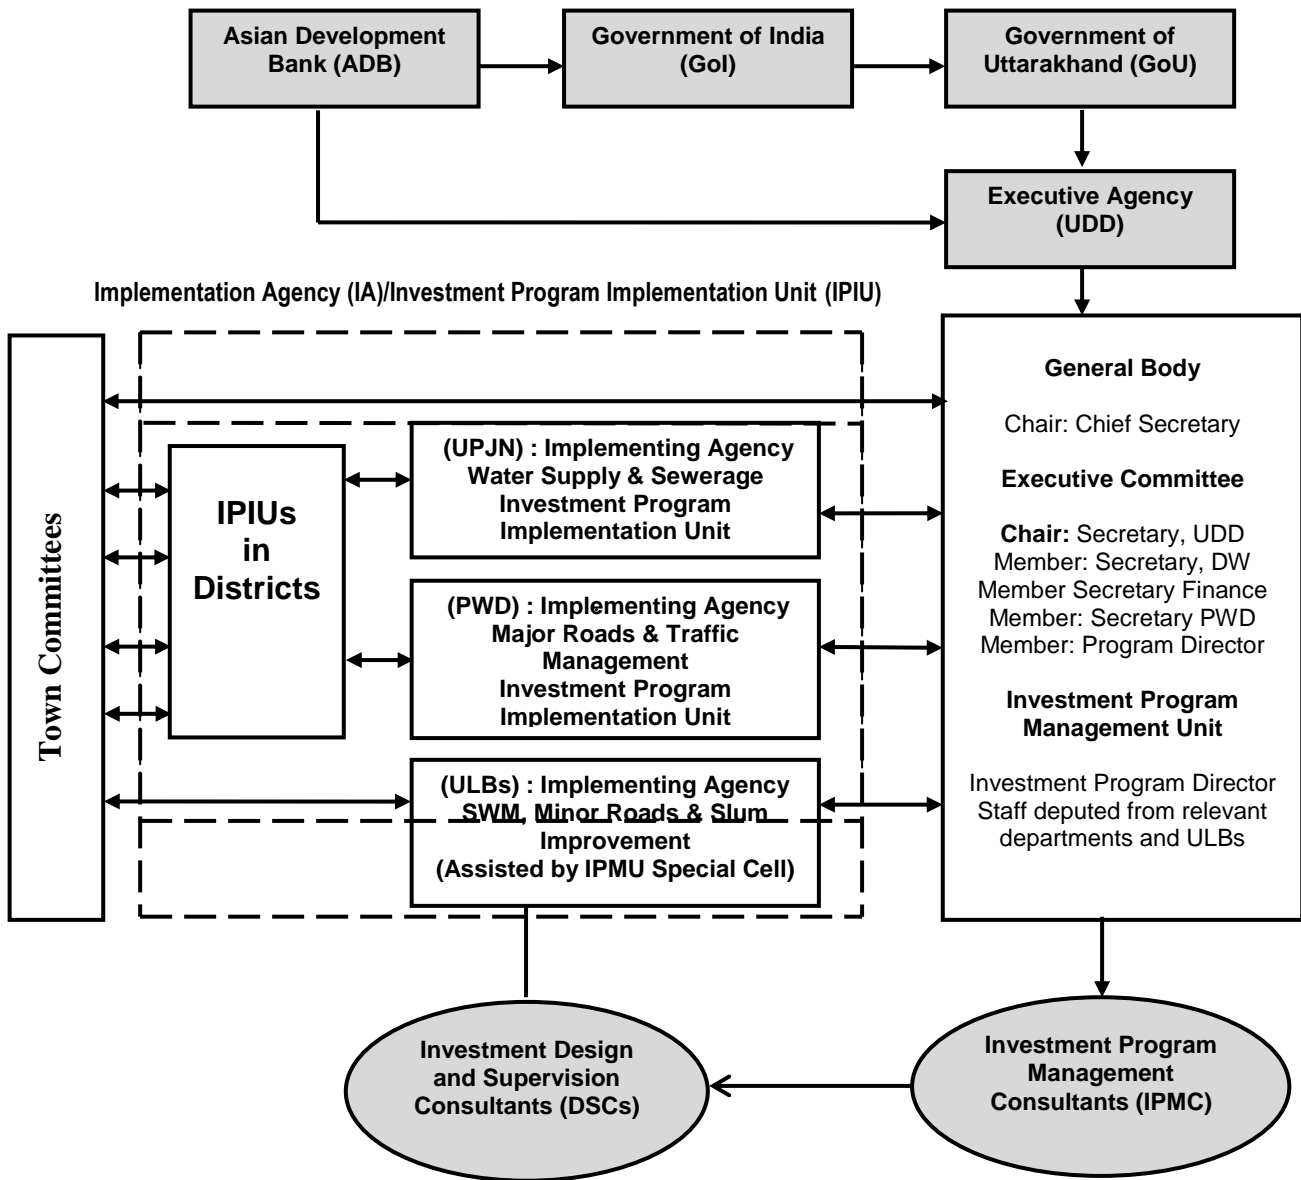 Asian Development
Bank (ADB)
Government of India
(GoI)
Government of
Uttarakhand (GoU)
Executive Agency
(UDD)
Implementation Agency (IA)/Investment Program Implementation Unit (IPIU)
Town Committees
IPIUs
in
Districts
(UPJN) : Implementing Agency
Water Supply & Sewerage
Investment Program
Implementation Unit
(PWD) : Implementing Agency
Major Roads & Traffic
Management
Investment Program
Implementation Unit
(ULBs) : Implementing Agency
SWM, Minor Roads & Slum
Improvement
(Assisted by IPMU Special Cell)
General Body
Chair: Chief Secretary
Executive Committee
Chair: Secretary, UDD
Member: Secretary, DW
Member Secretary Finance
Member: Secretary PWD
Member: Program Director
Investment Program
Management Unit
Investment Program Director
Staff deputed from relevant
departments and ULBs
Investment Design
and Supervision
Consultants (DSCs)
Investment Program
Management
Consultants (IPMC)